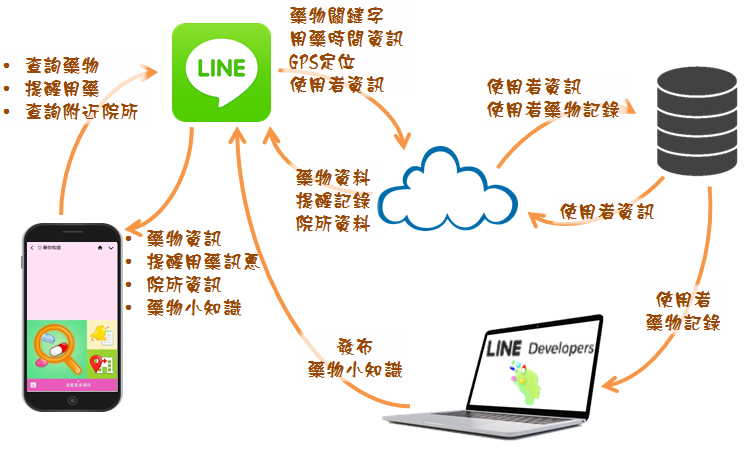 藥物關鍵字
用藥時間資訊
GPS定位
使用者資訊
• 查詢藥物
• 提醒用藥
• 查詢附近院所
LINE
使用者資訊
使用者藥物記錄
藥物資料
提醒記錄
院所資料
使用者資訊
• 藥物資訊
• 提醒用藥訊息
• 院所資訊
• 藥物小知識
使用者
藥物記錄
發布
藥物小知識
LINE Developers
藥你知道